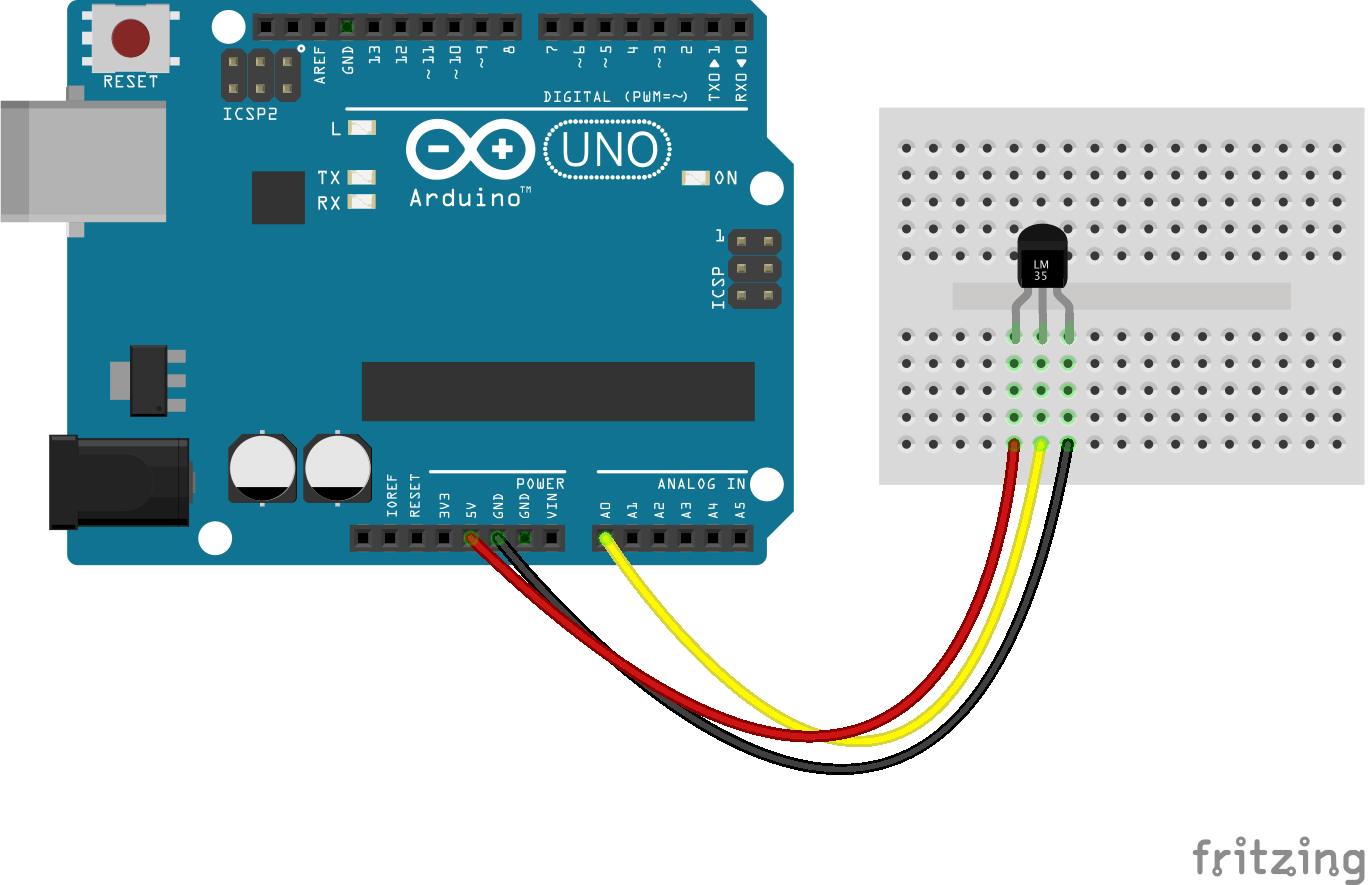 RESET
ICSP2
AREF
GND
13
12
~11
~10
~9
8
7
~6
~5
4
~3
2
TX0▶1
RX0◀0
DIGITAL (PWM=~)
L
TX
RX
Arduino™
UNO
ON
1
ICSP
LM
35
IOREF
RESET
3V3
5V
GND
GND
VIN
POWER
A0
A1
A2
A3
A4
A5
ANALOG IN
fritzing